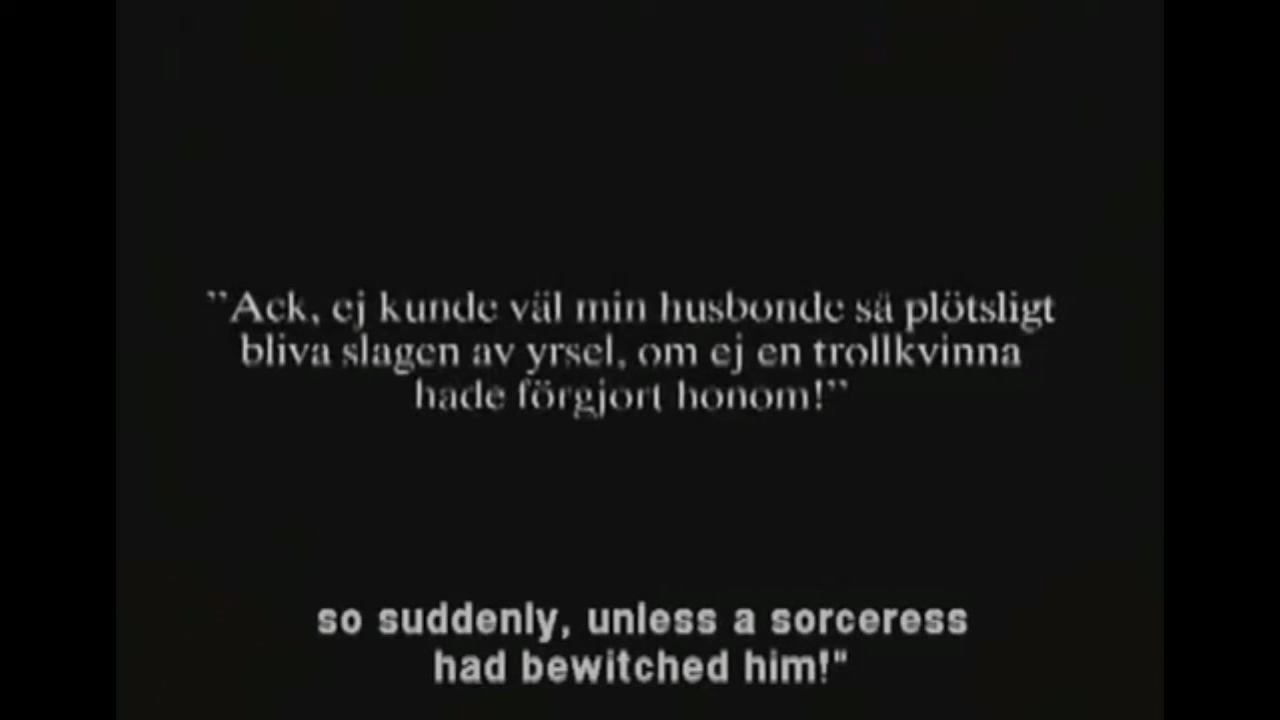 ”Ack, ej kunde väl min husbonde så plötsligt
bliva slagen av yrsel, om ej en trollkvinna
hade förgjort honom!”
so suddenly, unless a sorceress
had bewitched him!"